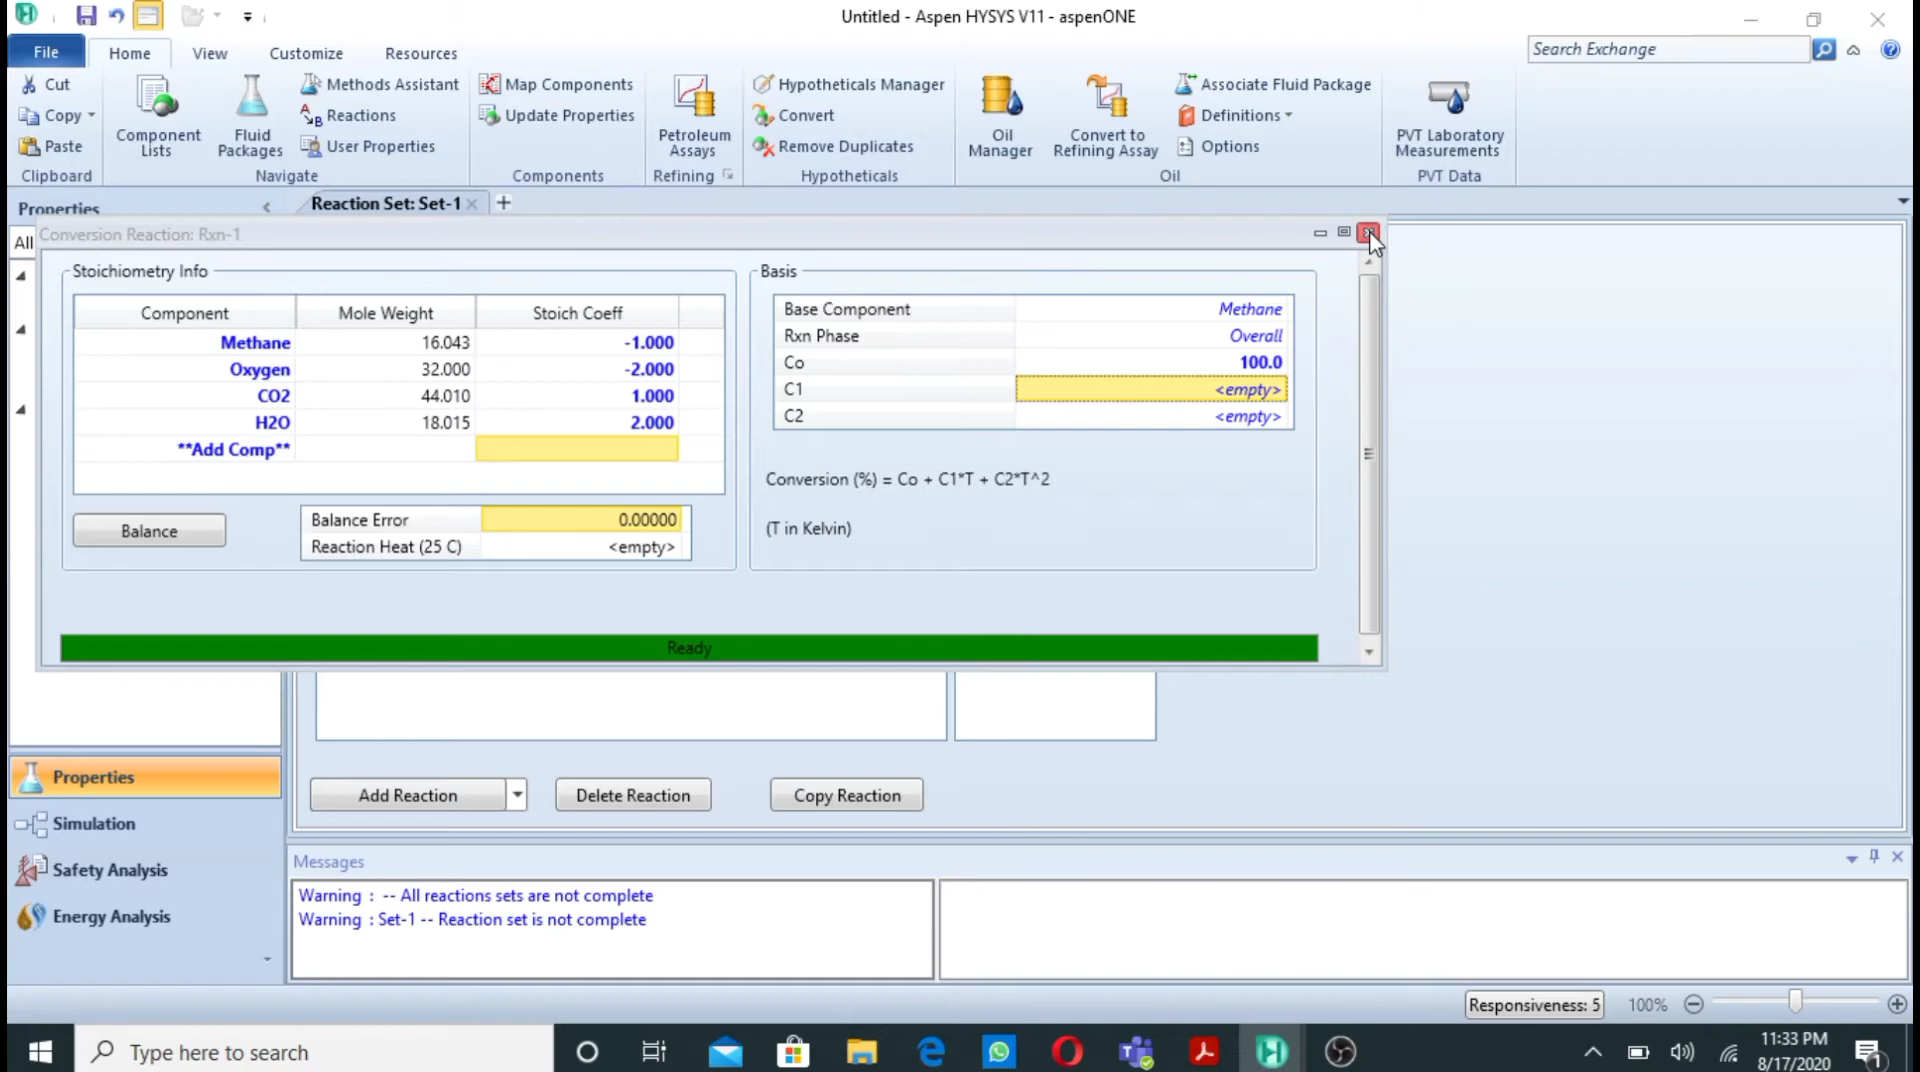 Untitled - Aspen HYSYS V11 - aspenONE
File
Home
View
Customize
Resources
Search Exchange
Cut
Copy
Paste
Clipboard
Component Lists
Fluid Packages
Methods Assistant
Reactions
User Properties
Navigate
Map Components
Update Properties
Components
Petroleum Assays
Refining
Hypotheticals Manager
Convert
Remove Duplicates
Hypotheticals
Oil Manager
Convert to Refining Assay
Associate Fluid Package
Definitions
Options
Oil
PVT Laboratory Measurements
PVT Data
Properties
Reaction Set: Set-1
All
Conversion Reaction: Rxn-1
Stoichiometry Info
Component Mole Weight Stoich Coeff
Methane 16.043 -1.000
Oxygen 32.000 -2.000
CO2 44.010 1.000
H2O 18.015 2.000
**Add Comp**
Balance
Balance Error 0.00000
Reaction Heat (25 C) <empty>
Basis
Base Component Methane
Rxn Phase Overall
Co 100.0
C1 <empty>
C2 <empty>
Conversion (%) = Co + C1*T + C2*T^2
(T in Kelvin)
Ready
Add Reaction
Delete Reaction
Copy Reaction
Properties
Simulation
Safety Analysis
Energy Analysis
Messages
Warning : -- All reactions sets are not complete
Warning : Set-1 -- Reaction set is not complete
Responsiveness: 5
100%
Type here to search
11:33 PM
8/17/2020
1